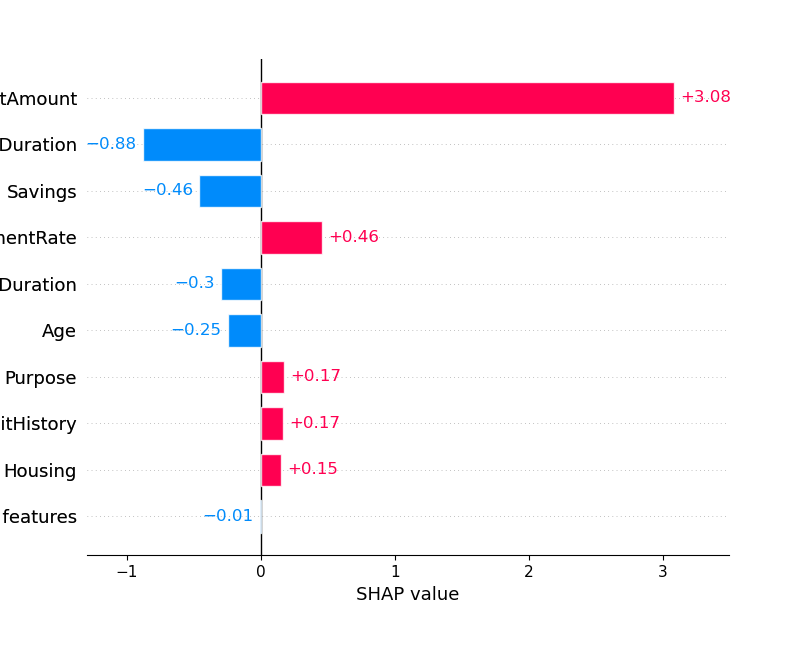 tAmount +3.08
Duration −0.88
Savings −0.46
nentRate +0.46
Duration −0.3
Age −0.25
Purpose +0.17
itHistory +0.17
Housing +0.15
features −0.01
−1 0 1 2 3
SHAP value